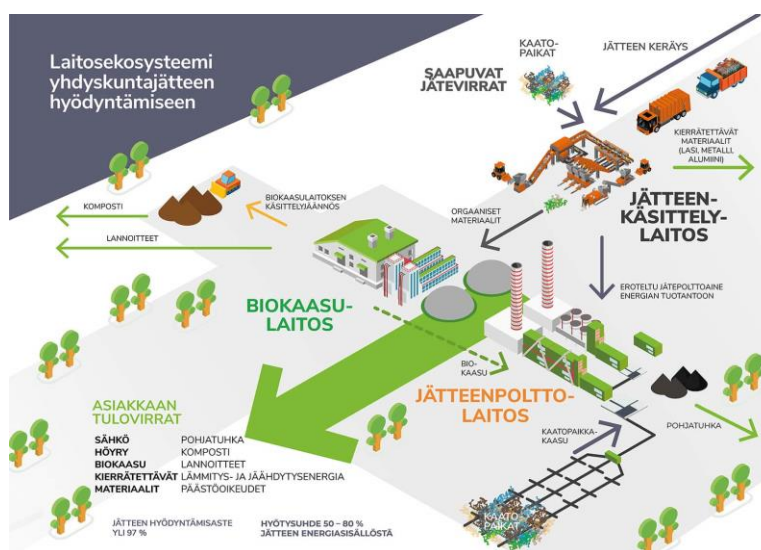 Laitosekosysteemi
yhdyskuntajätteen
hyödyntämiseen
KAATO-
PAIKAT
JÄTTEEN KERÄYS
SAAPUVAT
JÄTEVIRRAT
KIERRÄTETTÄVÄT
MATERIAALIT
(LASI, METALLI,
ALUMIINI)
JÄTTEEN-
KÄSITTELY-
LAITOS
ORGAANISET
MATERIAALIT
BIOKAASULAITOKSEN
KÄSITTELYJÄÄNNÖS
KOMPOSTI
LANNOITTEET
EROTELTU JÄTEPOLTTOAINE
ENERGIAN TUOTANTOON
BIOKAASU-
LAITOS
BIO-
KAASU
JÄTTEENPOLTTO-
LAITOS
POHJATUHKA
KAATOPAIKKA-
KAASU
KAATO-
PAIKAT
ASIAKKAAN
TULOVIRRAT
SÄHKÖ POHJATUHKA
HÖYRY KOMPOSTI
BIOKAASU LANNOITTEET
KIERRÄTETTÄVÄT LÄMMITYS- JA JÄÄHDYTYSENERGIA
MATERIAALIT PÄÄSTÖOIKEUDET
JÄTTEEN HYÖDYNTÄMISASTE
YLI 97 %
HYÖTYSUHDE 50 – 80 %
JÄTTEEN ENERGIASISÄLLÖSTÄ